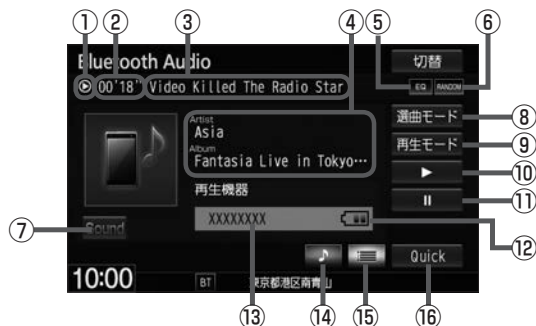 ① ② ③ ④ ⑤ ⑥
Bluetooth Audio
切替
00'18" Video Killed The Radio Star
EQ RANDOM
Artist
Asia
Album
Fantasia Live in Tokyo…
選曲モード ⑧
再生モード ⑨
⑩
再生機器
⑪
XXXXXXXX
⑦ Sound
⑫
Quick
10:00 BT 東京都港区南青山
⑬ ⑭ ⑮ ⑯